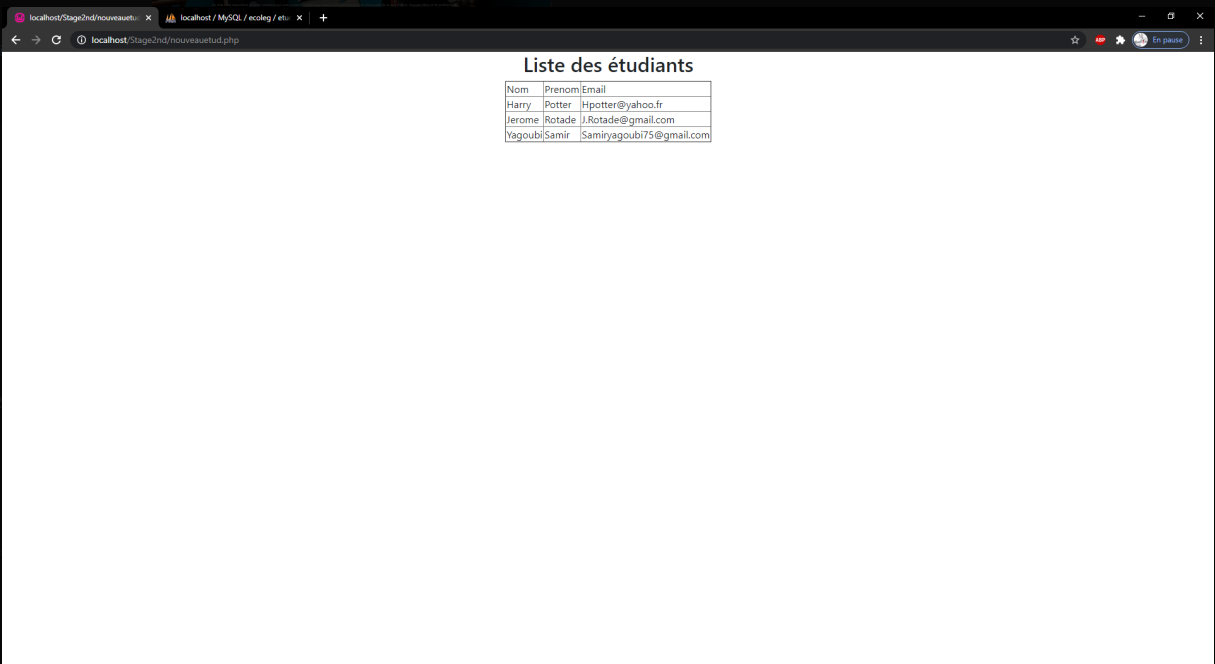 localhost/Stage2nd/nouveauetud
localhost / MySQL / ecoleg / etu
localhost/Stage2nd/nouveauetud.php
ABP
En pause
Liste des étudiants
Nom Prenom Email
Harry Potter Hpotter@yahoo.fr
Jerome Rotade J.Rotade@gmail.com
Yagoubi Samir Samiryagoubi75@gmail.com